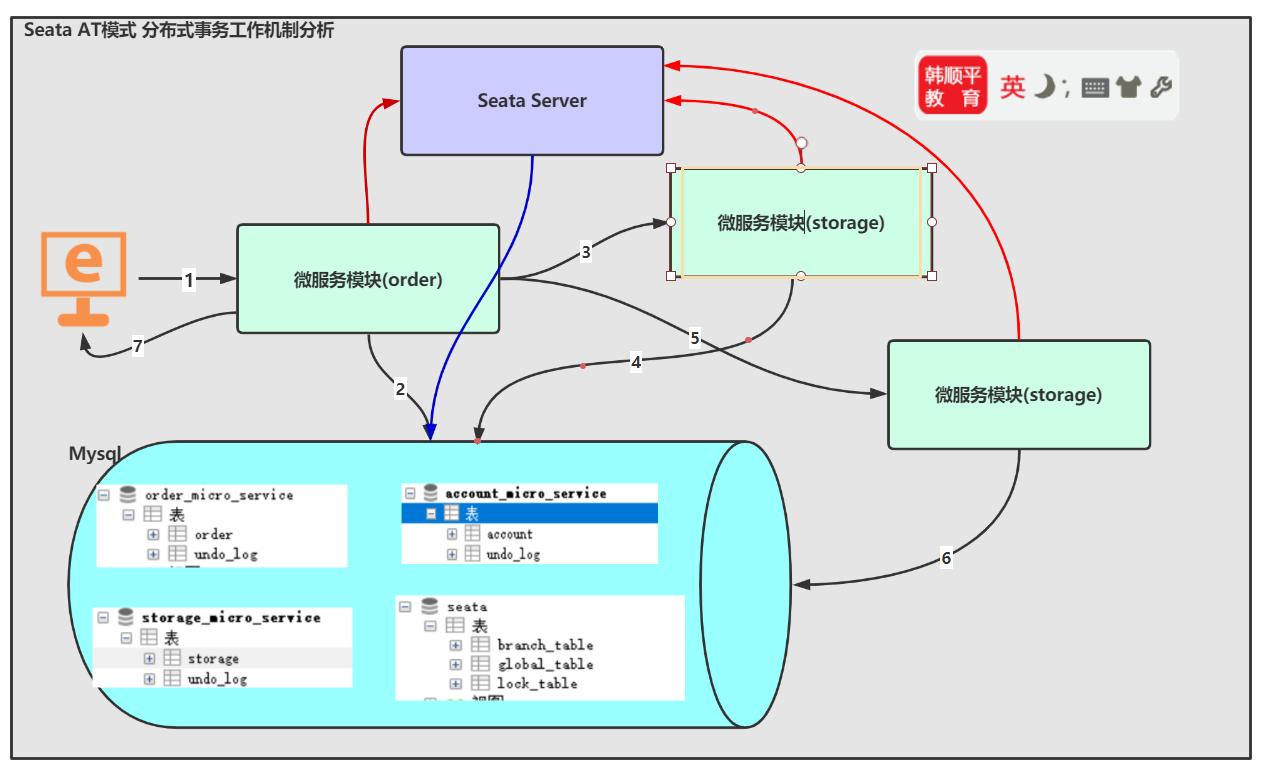 Seata AT模式 分布式事务工作机制分析
韩顺平
教 育
英
Seata Server
微服务模块(storage)
3
1
微服务模块(order)
7
2
5
4
微服务模块(storage)
Mysql
order_micro_service
表
order
undo_log
account_micro_service
表
account
undo_log
6
storage_micro_service
表
storage
undo_log
seata
表
branch_table
global_table
lock_table